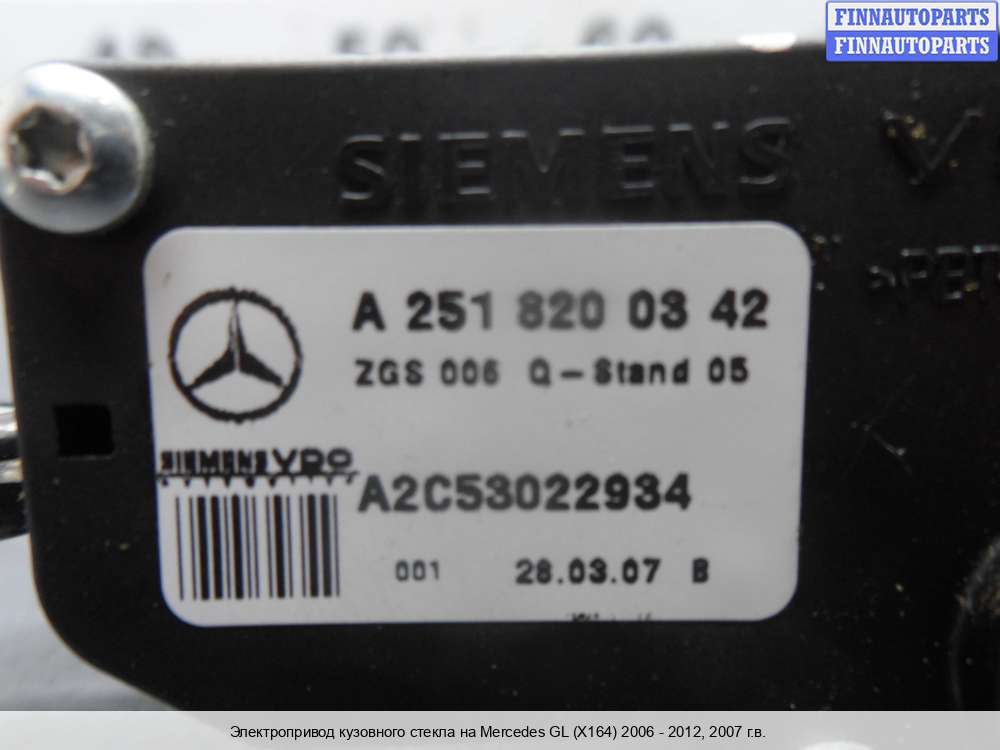 FINNAUTOPARTS
FINNAUTOPARTS
SIEMENS V
A 251 820 03 42
ZGS 006 Q-Stand 05
SIEMENS VDO
A2C53022934
001 28.03.07 B
Электропривод кузовного стекла на Mercedes GL (X164) 2006 - 2012, 2007 г.в.